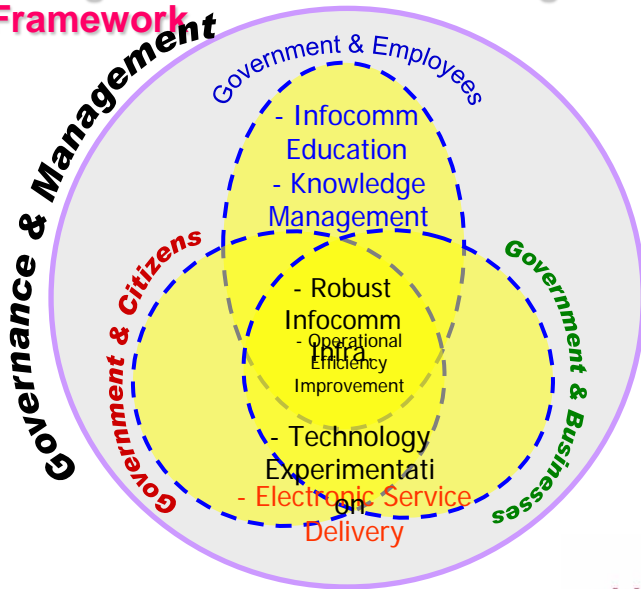 Framework
Governance & Management
Government & Employees
- Infocomm
Education
- Knowledge
Management
Government & Citizens
Government & Businesses
- Robust
Infocomm
Infra.
- Operational
Efficiency
Improvement
- Technology
Experimentati
on
- Electronic Service
Delivery